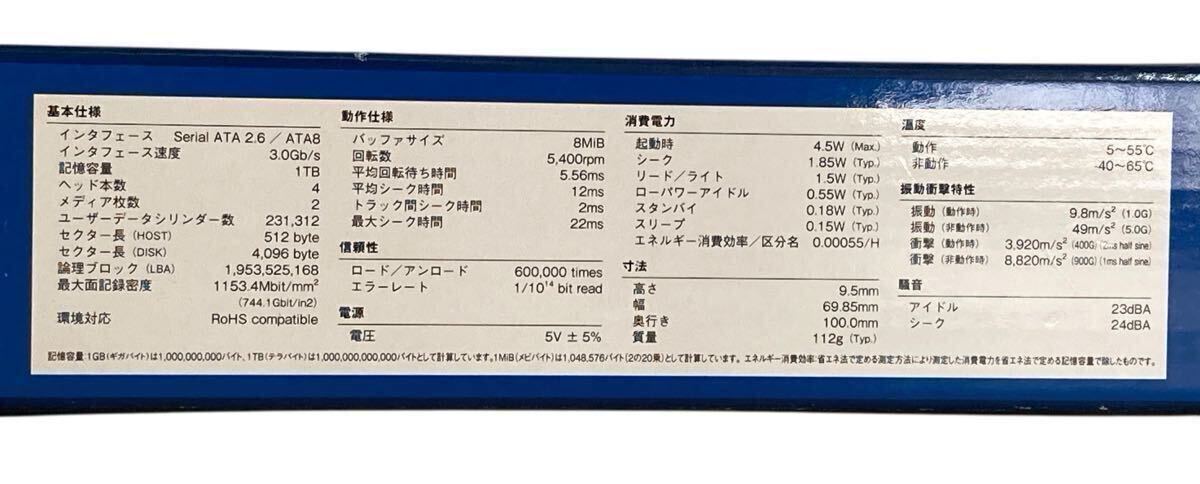 基本仕様
インタフェース Serial ATA 2.6 / ATA8
インタフェース速度 3.0Gb/s
記憶容量 1TB
ヘッド本数 4
メディア枚数 2
ユーザーデータシリンダー数 231,312
セクター長 (HOST) 512 byte
セクター長 (DISK) 4,096 byte
論理ブロック (LBA) 1,953,525,168
最大面記録密度 1153.4Mbit/mm²
(744.1Gbit/in2)
環境対応 RoHS compatible
動作仕様
バッファサイズ 8MiB
回転数 5,400rpm
平均回転待ち時間 5.56ms
平均シーク時間 12ms
トラック間シーク時間 2ms
最大シーク時間 22ms
信頼性
ロード/アンロード 600,000 times
エラーレート 1/10¹⁴ bit read
電源
電圧 5V ± 5%
消費電力
起動時 4.5W (Max.)
シーク 1.85W (Typ.)
リード/ライト 1.5W (Typ.)
ローパワーアイドル 0.55W (Typ.)
スタンバイ 0.18W (Typ.)
スリープ 0.15W (Typ.)
エネルギー消費効率/区分名 0.00055/H
寸法
高さ 9.5mm
幅 69.85mm
奥行き 100.0mm
質量 112g (Typ.)
温度
動作 5~55℃
非動作 -40~65℃
振動衝撃特性
振動 (動作時) 9.8m/s² (1.0G)
振動 (非動作時) 49m/s² (5.0G)
衝撃 (動作時) 3,920m/s² (400G) (2ms half sine)
衝撃 (非動作時) 8,820m/s² (900G) (1ms half sine)
騒音
アイドル 23dBA
シーク 24dBA
記憶容量:1GB(ギガバイト)は1,000,000,000バイト、1TB(テラバイト)は1,000,000,000,000バイトとして計算しています。1MiB(メビバイト)は1,048,576バイト(2の20乗)として計算しています。エネルギー消費効率:省エネ法で定める測定方法により測定した消費電力を省エネ法で定める記憶容量で除したものです。